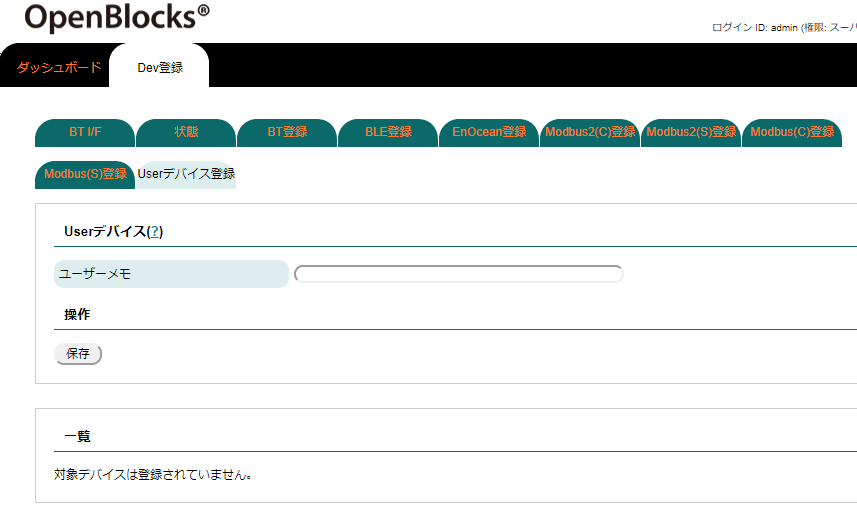 OpenBlocks®
ログイン ID: admin (権限: スーパ
ダッシュボード Dev登録
BT I/F 状態 BT登録 BLE登録 EnOcean登録 Modbus2(C)登録 Modbus2(S)登録 Modbus(C)登録
Modbus(S)登録 Userデバイス登録
Userデバイス(?)
ユーザーメモ
操作
保存
一覧
対象デバイスは登録されていません。